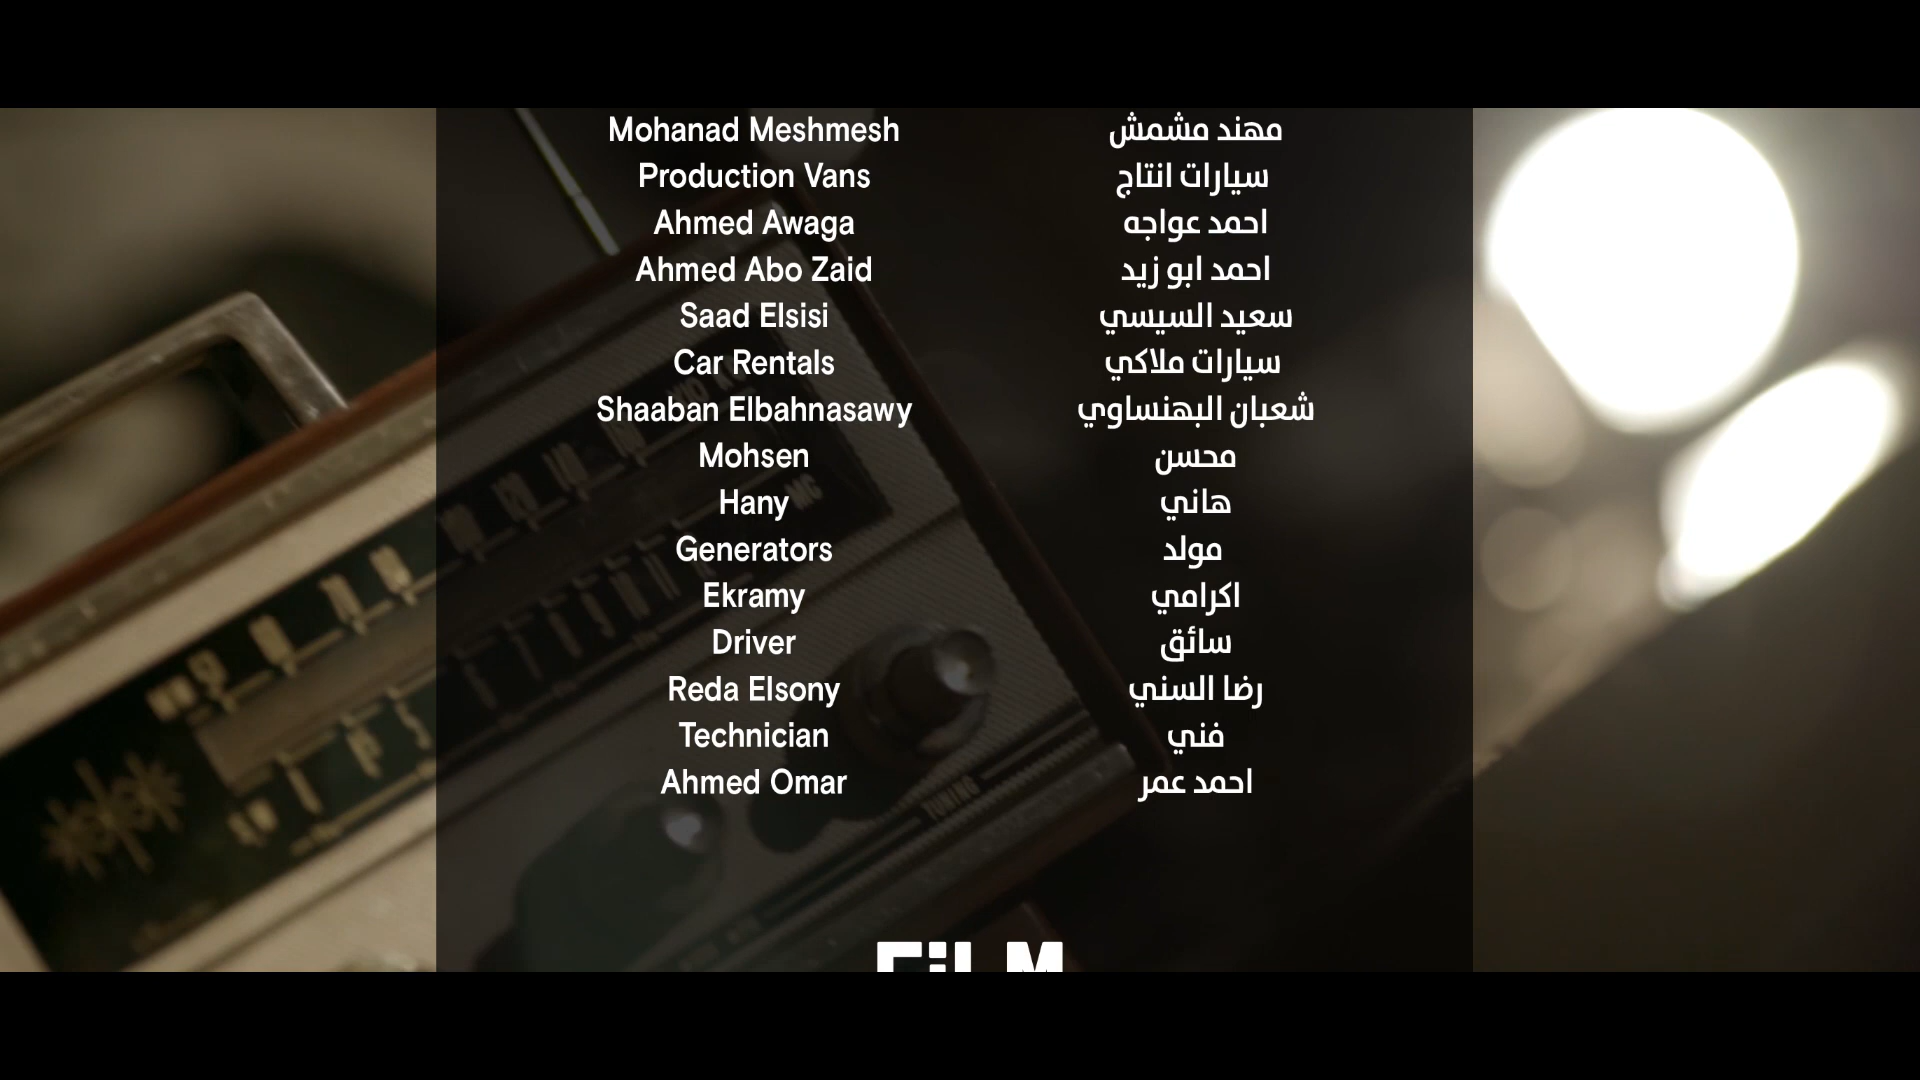 Mohanad Meshmesh مهند مشمش
Production Vans سيارات انتاج
Ahmed Awaga احمد عواجه
Ahmed Abo Zaid احمد ابو زيد
Saad Elsisi سعيد السيسي
Car Rentals سيارات ملاكي
Shaaban Elbahnasawy شعبان البهنساوي
Mohsen محسن
Hany هاني
Generators مولد
Ekramy اكرامي
Driver سائق
Reda Elsony رضا السني
Technician فني
Ahmed Omar احمد عمر
TUNING
FiLM